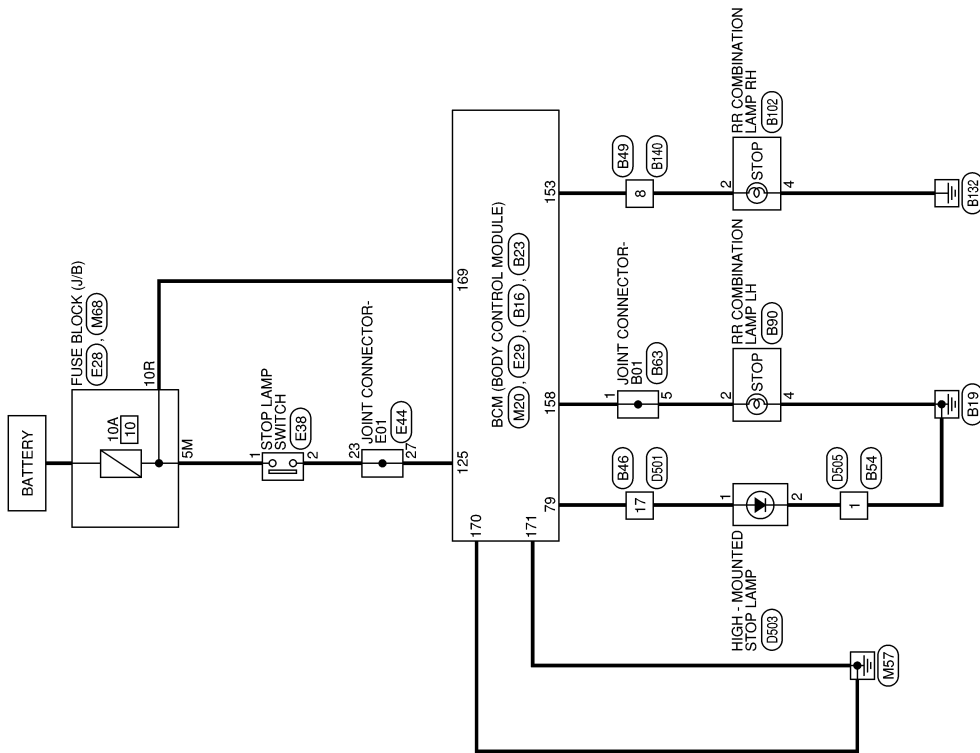 BATTERY
FUSE BLOCK (J/B)
E28 , M68
10A
10
10R
5M
STOP LAMP
SWITCH
E38
1
2
JOINT CONNECTOR-
E01
E44
23
27
125
169
170
171
BCM (BODY CONTROL MODULE)
M20 , E29 , B16 , B23
79
158
153
B46
17
D501
JOINT CONNECTOR-
B01
B63
1
5
B49
8
B140
HIGH - MOUNTED
STOP LAMP
D503
1
2
RR COMBINATION
LAMP LH
B90
2
STOP
4
RR COMBINATION
LAMP RH
B102
2
STOP
4
D505
1
B54
M57
B19
B132